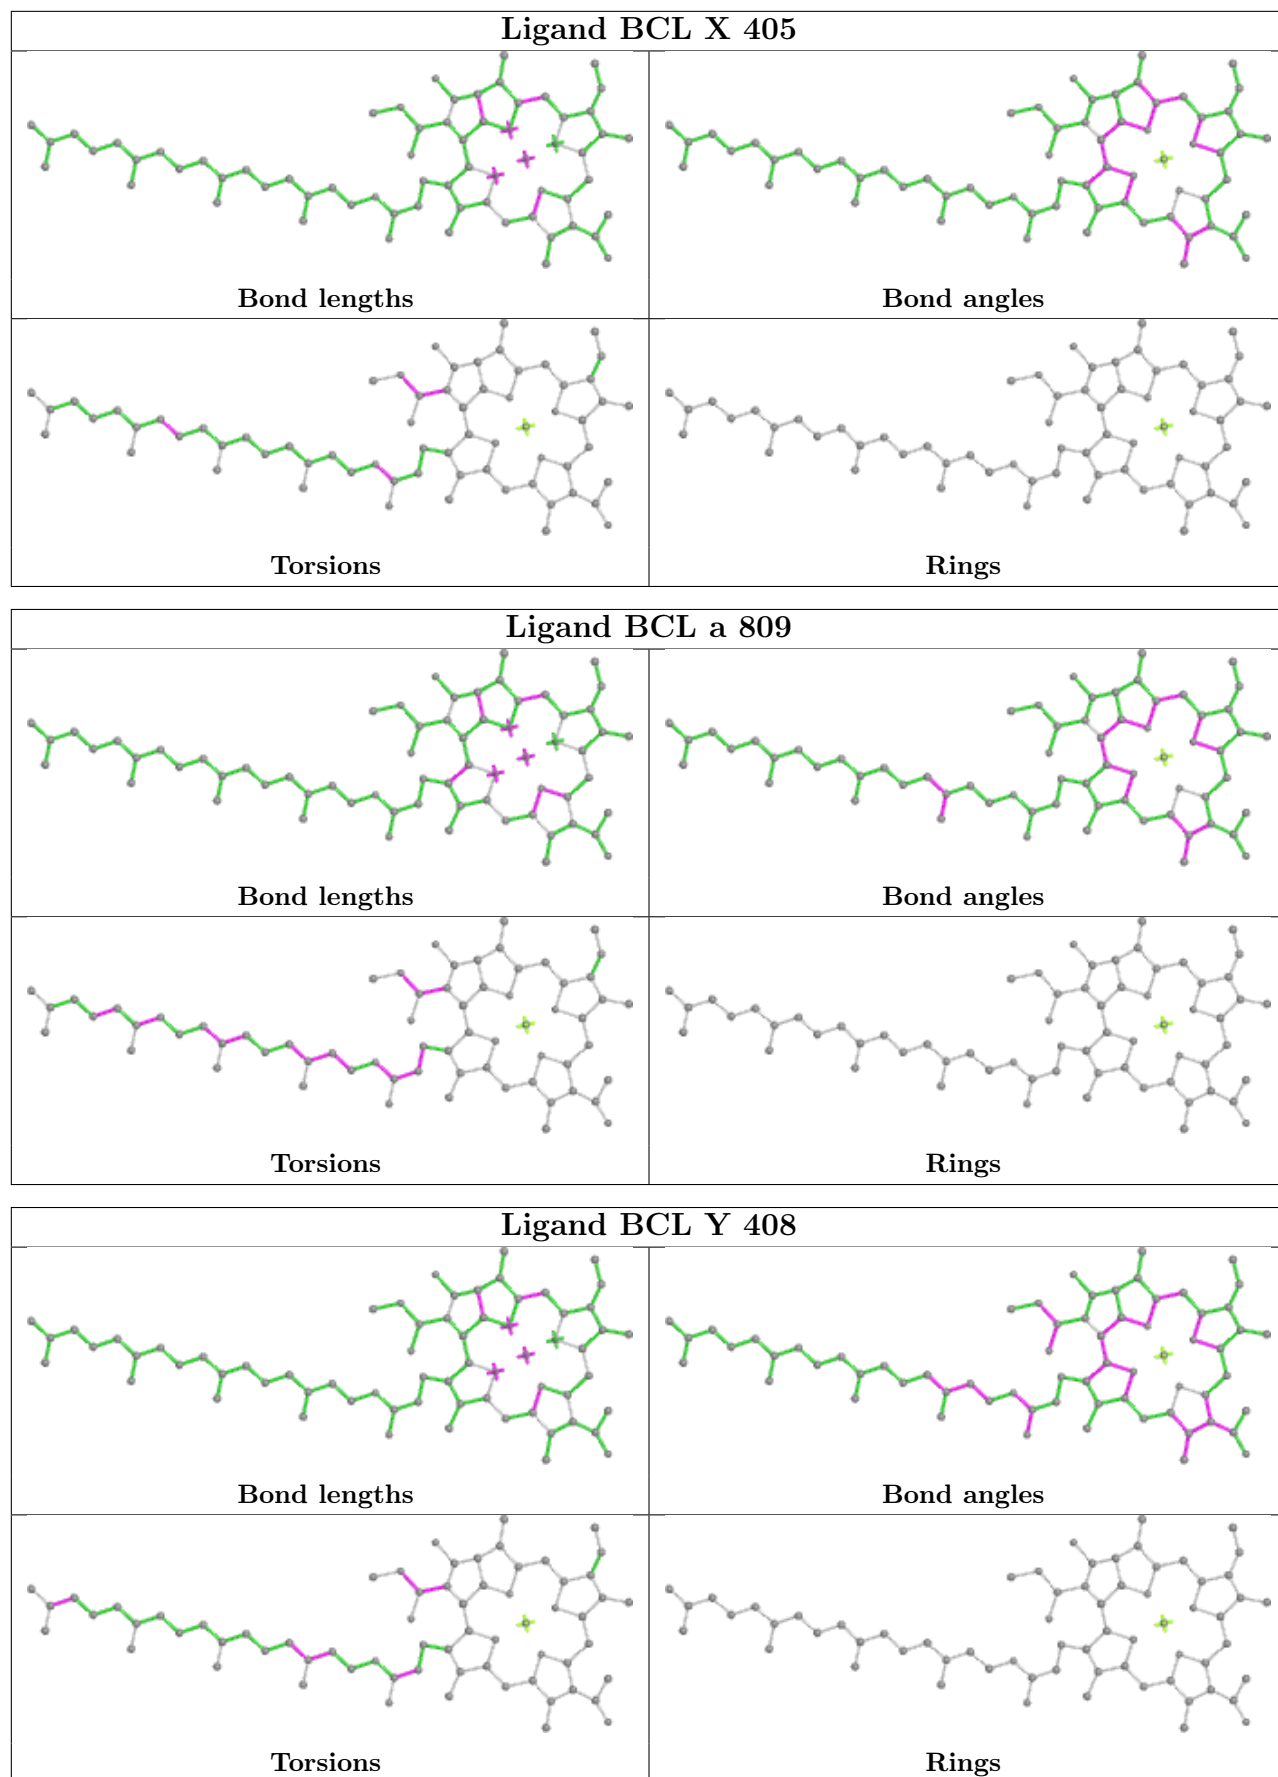 Ligand BCL X 405
Bond lengths
Bond angles
Torsions
Rings
Ligand BCL a 809
Bond lengths
Bond angles
Torsions
Rings
Ligand BCL Y 408
Bond lengths
Bond angles
Torsions
Rings